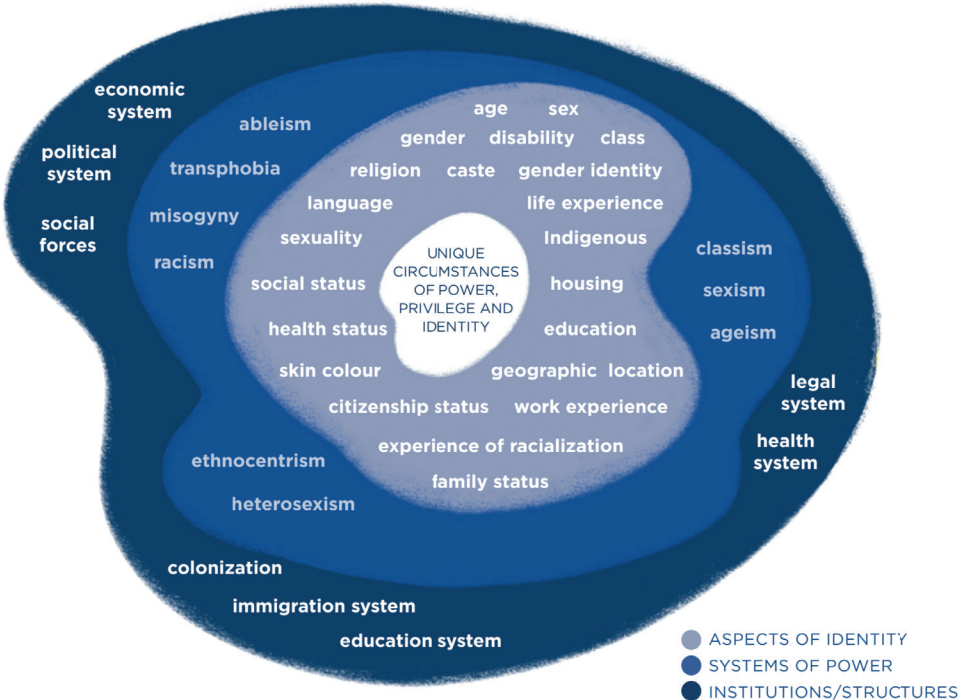 economic
system
political
system
social
forces
ableism
transphobia
misogyny
racism
age sex
gender disability class
religion caste gender identity
language life experience
sexuality Indigenous
social status housing
health status education
skin colour geographic location
citizenship status work experience
experience of racialization
family status
UNIQUE
CIRCUMSTANCES
OF POWER,
PRIVILEGE AND
IDENTITY
classism
sexism
ageism
legal
system
health
system
ethnocentrism
heterosexism
colonization
immigration system
education system
ASPECTS OF IDENTITY
SYSTEMS OF POWER
INSTITUTIONS/STRUCTURES